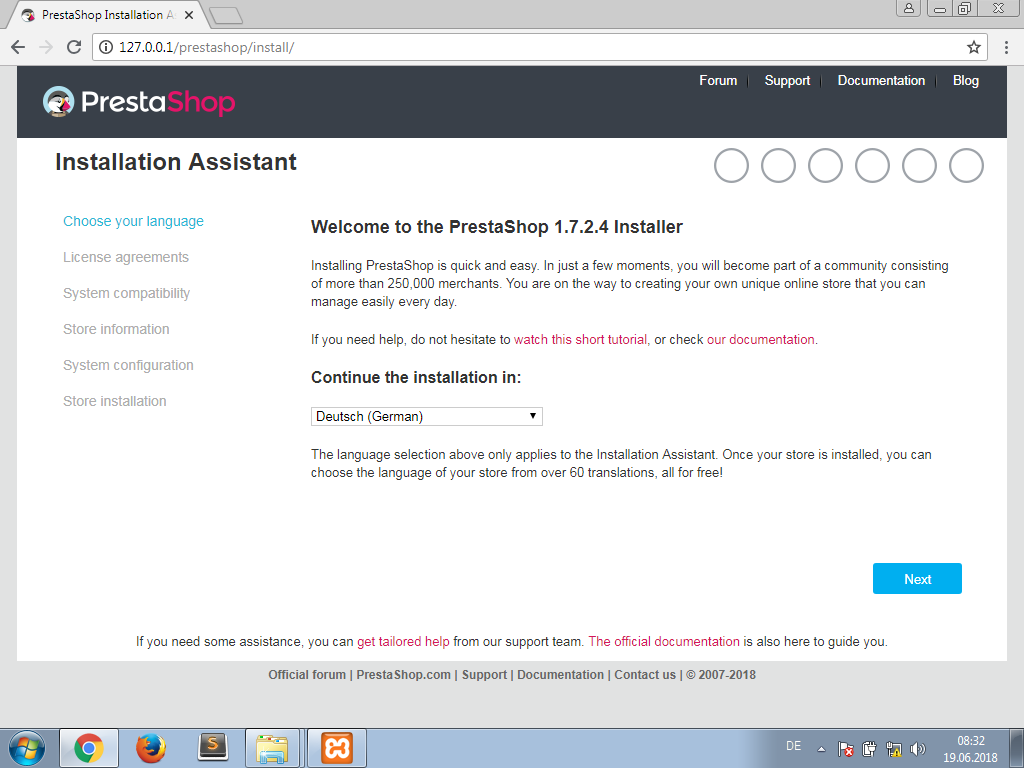 PrestaShop Installation A
127.0.0.1/prestashop/install/
PrestaShop
Forum Support Documentation Blog
Installation Assistant
Choose your language
License agreements
System compatibility
Store information
System configuration
Store installation
Welcome to the PrestaShop 1.7.2.4 Installer
Installing PrestaShop is quick and easy. In just a few moments, you will become part of a community consisting
of more than 250,000 merchants. You are on the way to creating your own unique online store that you can
manage easily every day.
If you need help, do not hesitate to watch this short tutorial, or check our documentation.
Continue the installation in:
Deutsch (German)
The language selection above only applies to the Installation Assistant. Once your store is installed, you can
choose the language of your store from over 60 translations, all for free!
Next
If you need some assistance, you can get tailored help from our support team. The official documentation is also here to guide you.
Official forum | PrestaShop.com | Support | Documentation | Contact us | © 2007-2018
S
DE
08:32
19.06.2018